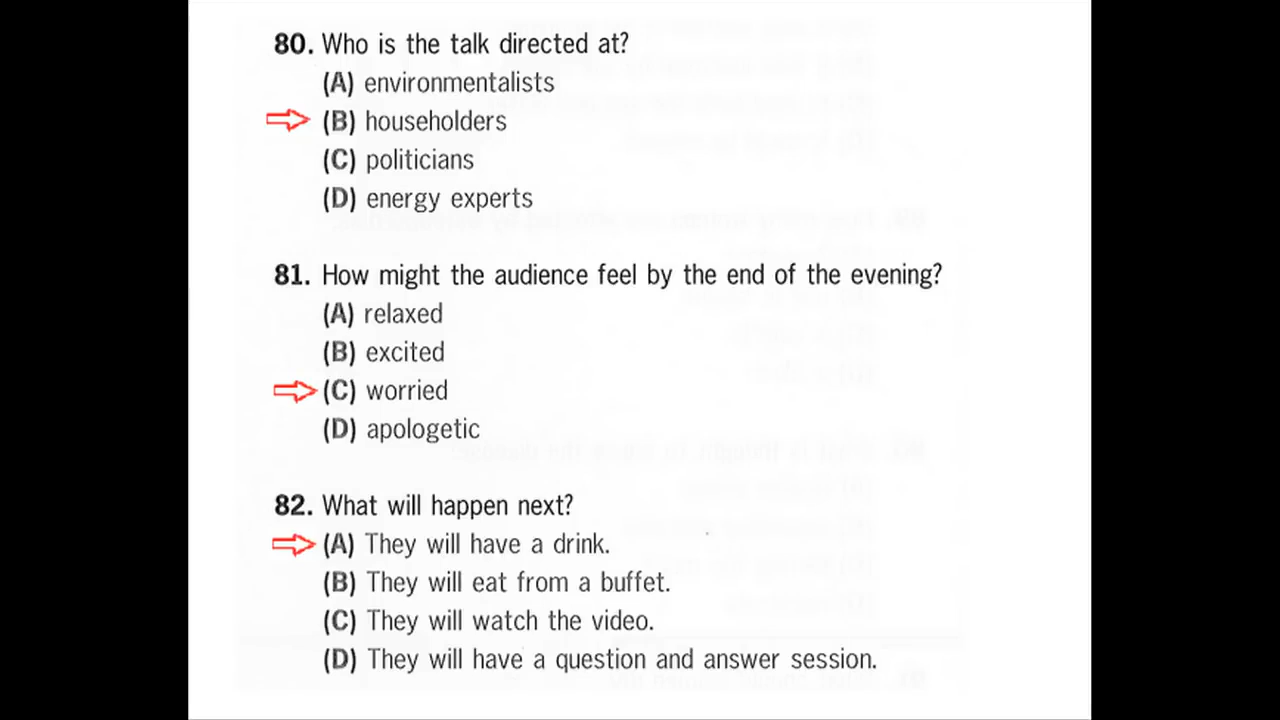 80. Who is the talk directed at?
(A) environmentalists
(B) householders
(C) politicians
(D) energy experts
81. How might the audience feel by the end of the evening?
(A) relaxed
(B) excited
(C) worried
(D) apologetic
82. What will happen next?
(A) They will have a drink.
(B) They will eat from a buffet.
(C) They will watch the video.
(D) They will have a question and answer session.